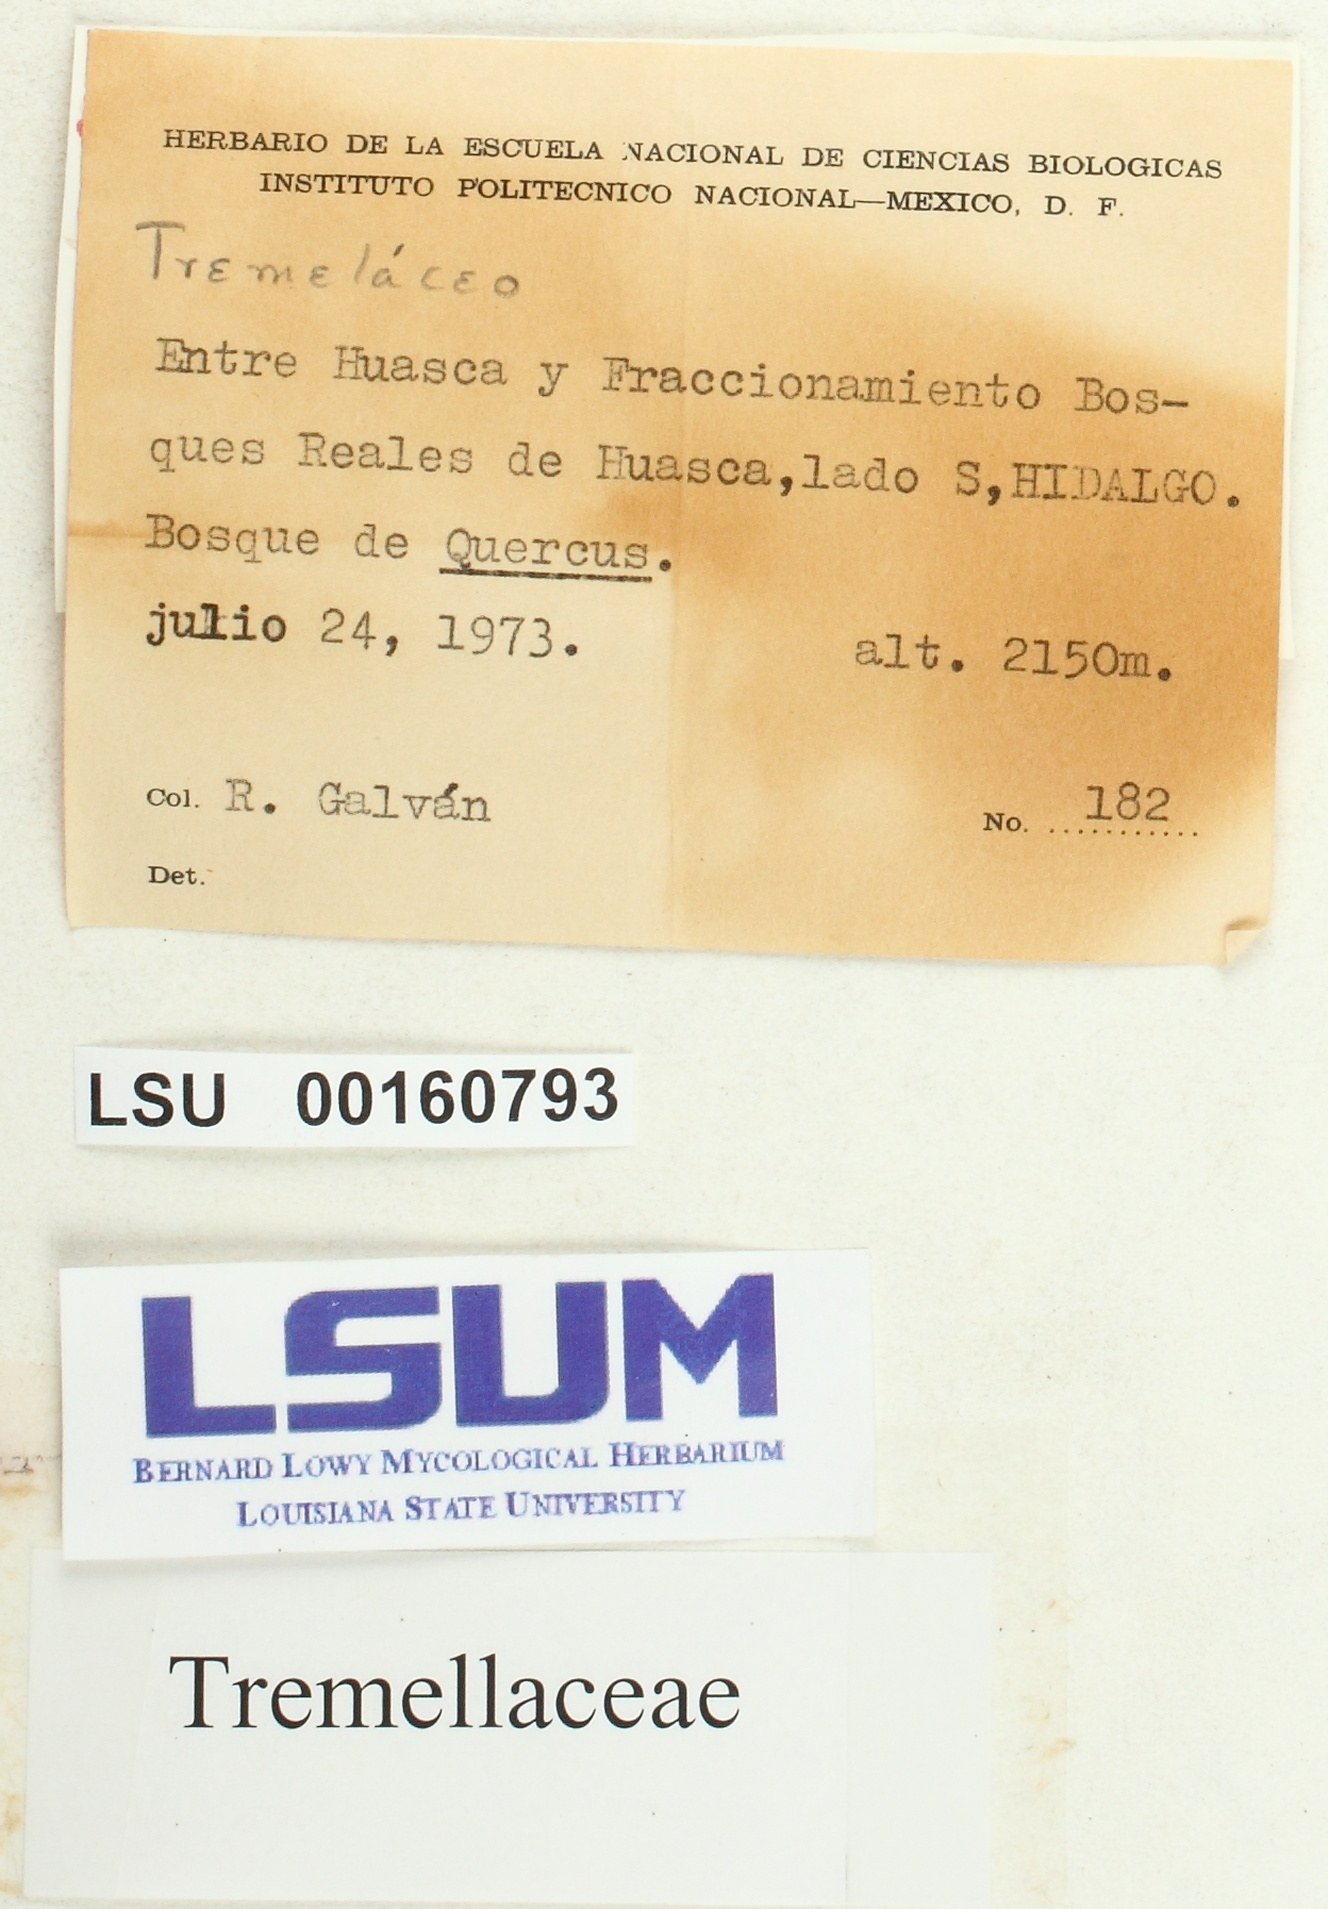 HERBARIO DE LA ESCUELA NACIONAL DE CIENCIAS BIOLOGICAS
INSTITUTO POLITECNICO NACIONAL—MEXICO, D. F.
Tremeláceo
Entre Huasca y Fraccionamiento Bos-
ques Reales de Huasca,lado S,HIDALGO.
Bosque de Quercus.
julio 24, 1973. alt. 2150m.
Col. R. Galván No. 182
Det.
LSU 00160793
LSUM
BERNARD LOWY MYCOLOGICAL HERBARIUM
LOUISIANA STATE UNIVERSITY
Tremellaceae